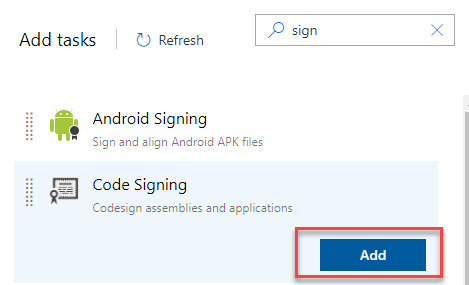 Add tasks
Refresh
sign
Android Signing
Sign and align Android APK files
Code Signing
Codesign assemblies and applications
Add